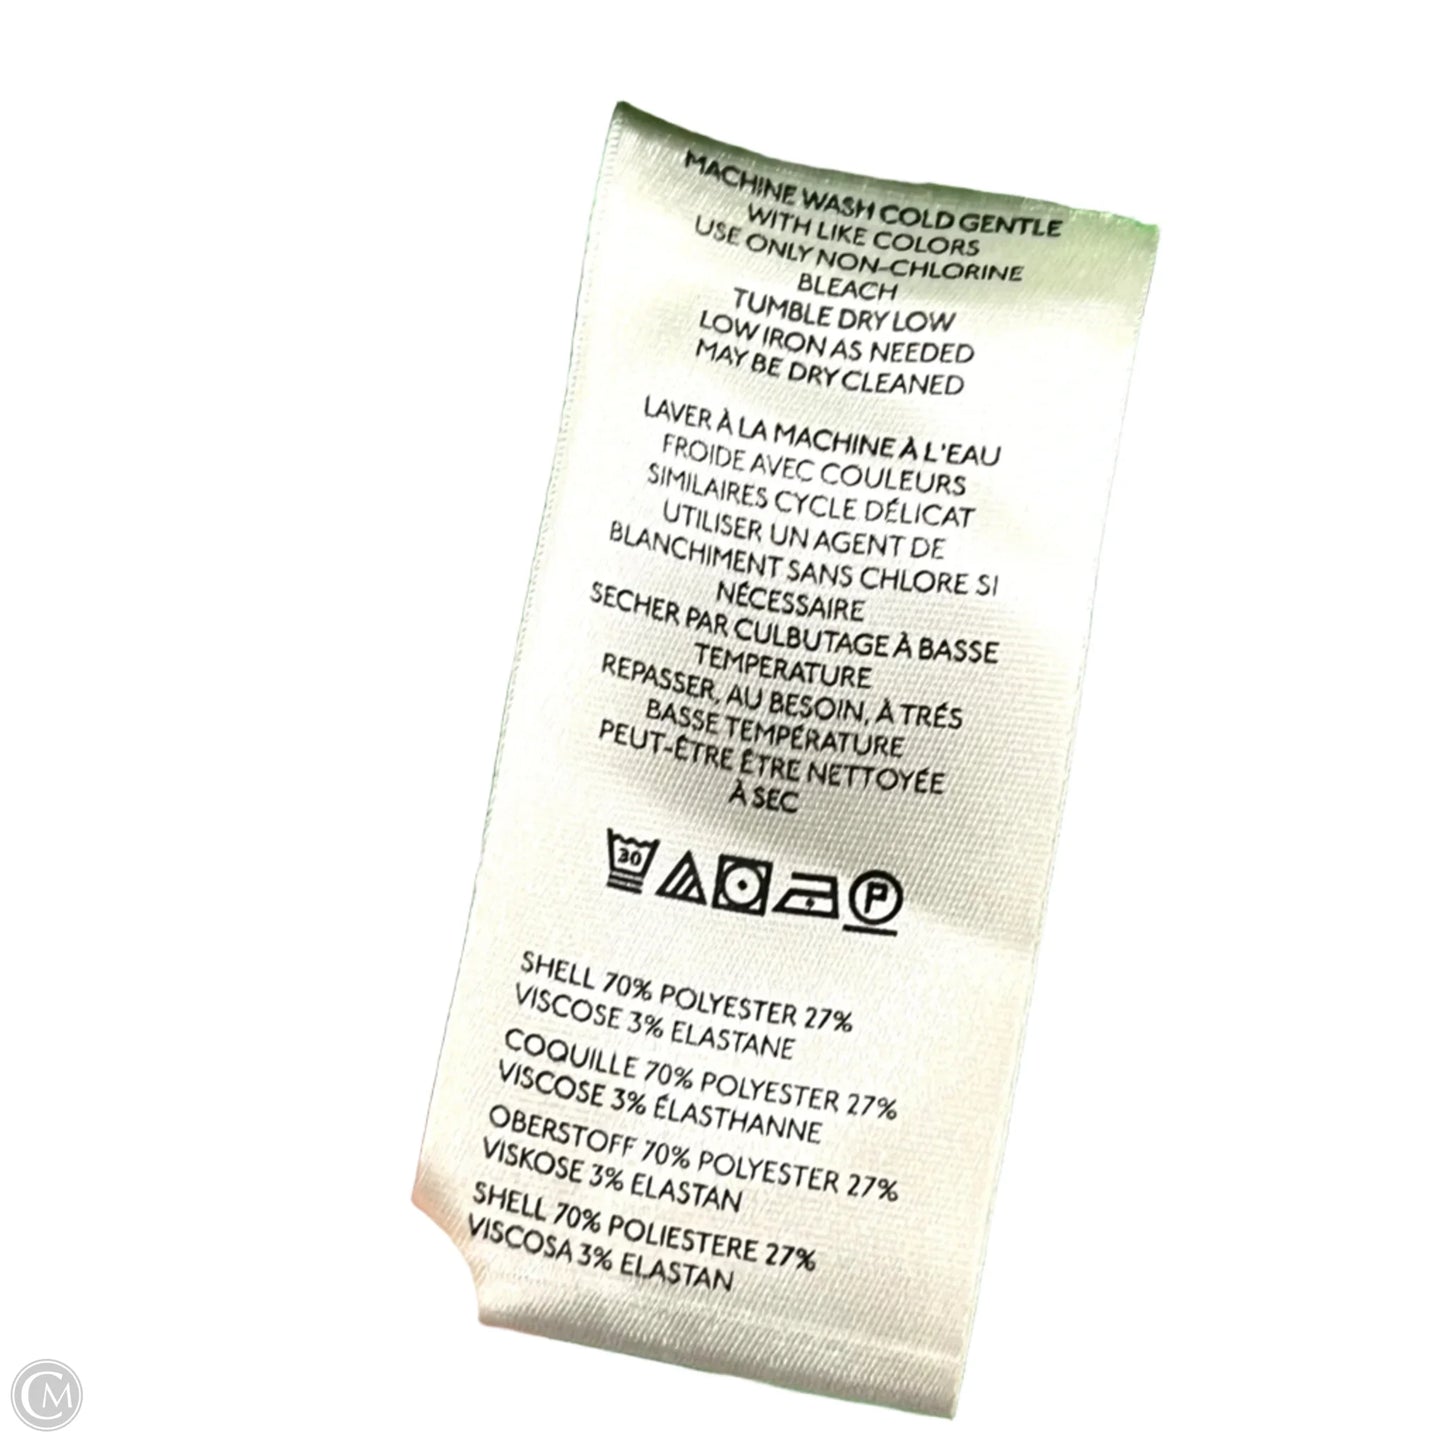 MACHINE WASH COLD GENTLE
WITH LIKE COLORS
USE ONLY NON-CHLORINE
BLEACH
TUMBLE DRY LOW
LOW IRON AS NEEDED
MAY BE DRY CLEANED
LAVER À LA MACHINE À L'EAU
FROIDE AVEC COULEURS
SIMILAIRES CYCLE DÉLICAT
UTILISER UN AGENT DE
BLANCHIMENT SANS CHLORE SI
NÉCESSAIRE
SECHER PAR CULBUTAGE À BASSE
TEMPERATURE
REPASSER, AU BESOIN, À TRÉS
BASSE TEMPÉRATURE
PEUT-ÊTRE ÊTRE NETTOYÉE
À SEC
30 P
SHELL 70% POLYESTER 27%
VISCOSE 3% ELASTANE
COQUILLE 70% POLYESTER 27%
VISCOSE 3% ÉLASTHANNE
OBERSTOFF 70% POLYESTER 27%
VISKOSE 3% ELASTAN
SHELL 70% POLIESTERE 27%
VISCOSA 3% ELASTAN
CM